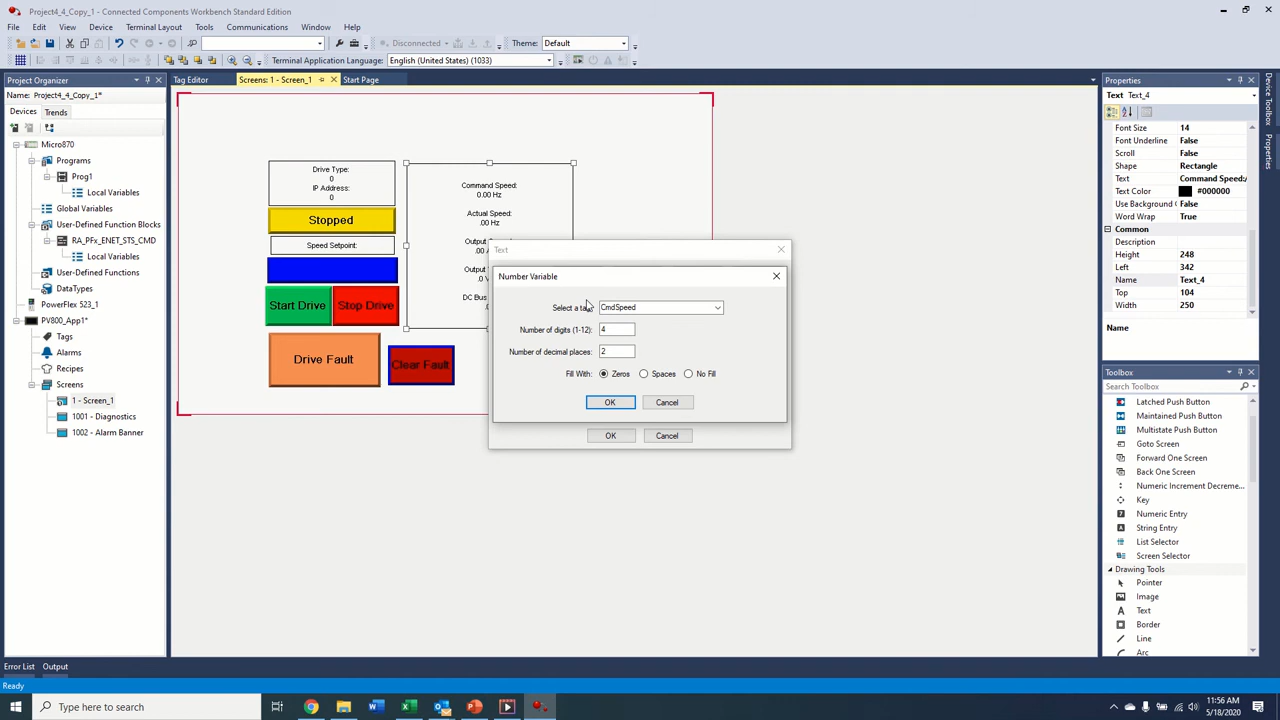 Project4_4_Copy_1 - Connected Components Workbench Standard Edition
File Edit View Device Terminal Layout Tools Communications Window Help
Disconnected Theme: Default
Terminal Application Language: English (United States) (1033)
Project Organizer
Name: Project4_4_Copy_1*
Devices Trends
Micro870
Programs
Prog1
Local Variables
Global Variables
User-Defined Function Blocks
RA_PFx_ENET_STS_CMD
Local Variables
User-Defined Functions
DataTypes
PowerFlex 523_1
PV800_App1*
Tags
Alarms
Recipes
Screens
1 - Screen_1
1001 - Diagnostics
1002 - Alarm Banner
Tag Editor Screens: 1 - Screen_1 Start Page
Drive Type:
0
IP Address:
0
Stopped
Speed Setpoint:
Start Drive Stop Drive
Drive Fault Clear Fault
Command Speed:
0.00 Hz
Actual Speed:
.00 Hz
DC Bus
Text
Number Variable
CmdSpeed
Number of digits (1-12): 4
Number of decimal places: 2
Fill With: Zeros Spaces No Fill
OK Cancel
OK Cancel
Properties
Text Text_4
Font Size 14
Font Underline False
Scroll False
Shape Rectangle
Text Command Speed:
Text Color #000000
Use Background False
Word Wrap True
Common
Description
Height 248
Left 342
Name Text_4
Top 104
Width 250
Name
Toolbox
Search Toolbox
Latched Push Button
Maintained Push Button
Multistate Push Button
Goto Screen
Forward One Screen
Back One Screen
Numeric Increment Decreme...
Key
Numeric Entry
String Entry
List Selector
Screen Selector
Drawing Tools
Pointer
Image
Text
Border
Line
Arc
Device Toolbox
Properties
Error List Output
Ready
Type here to search
11:56 AM
5/18/2020